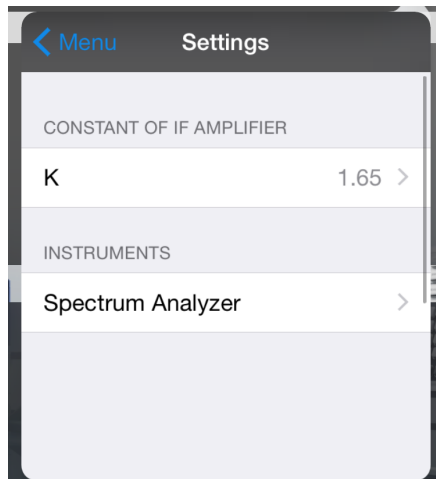 Menu Settings
CONSTANT OF IF AMPLIFIER
K 1.65
INSTRUMENTS
Spectrum Analyzer